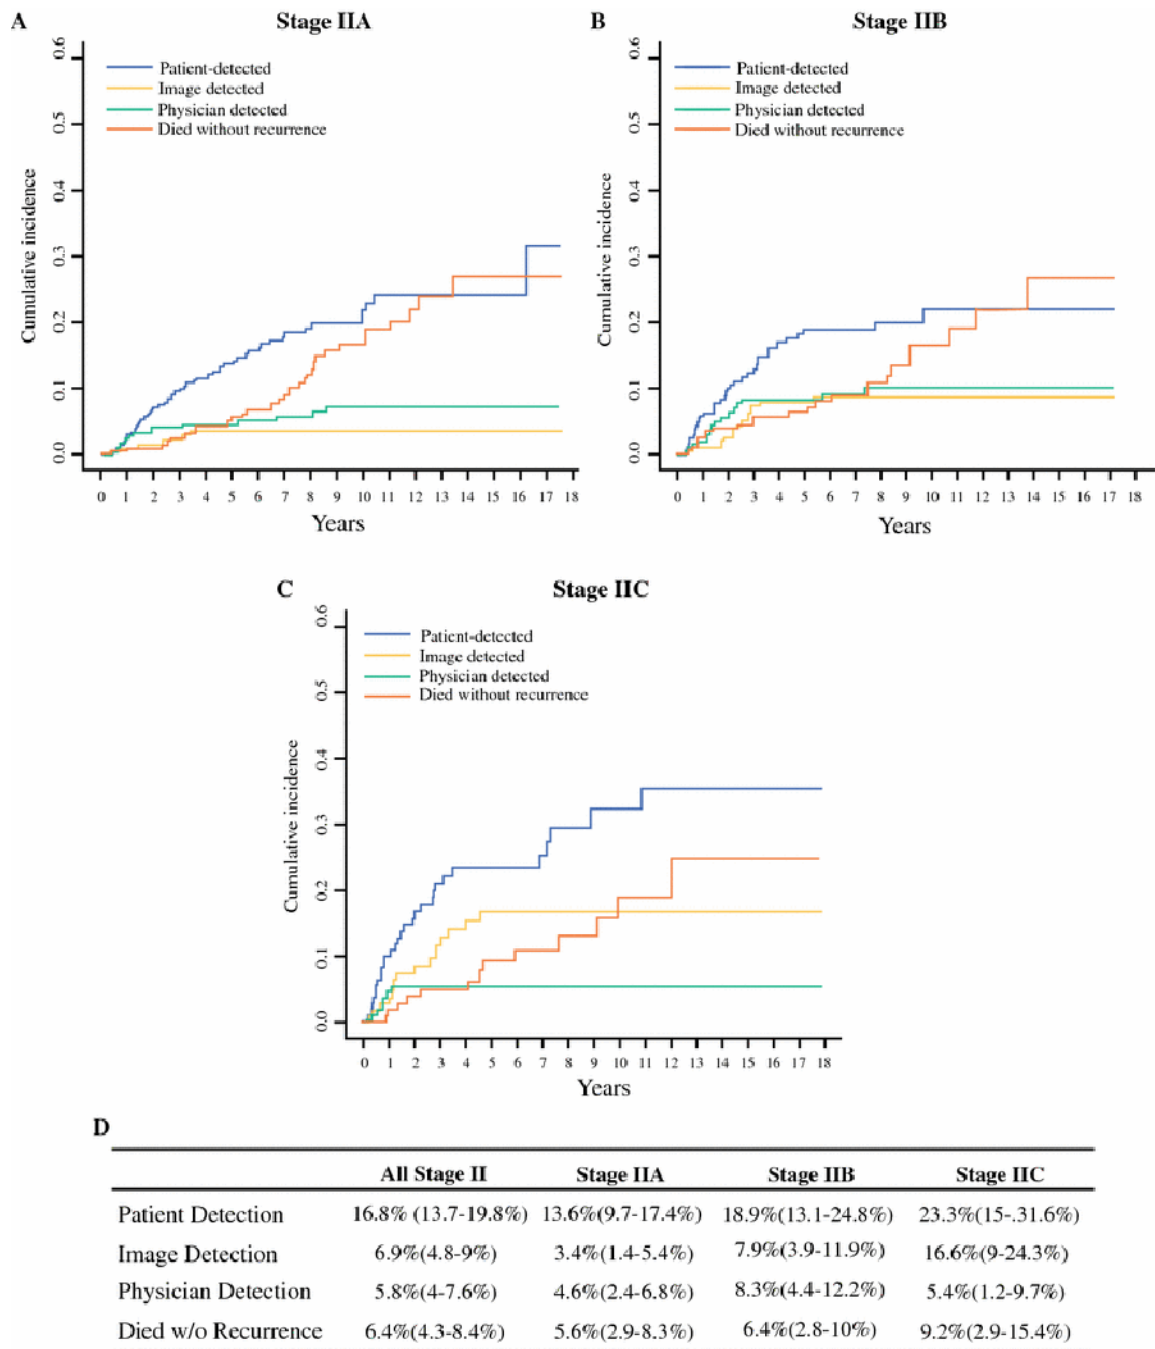 A
Stage IIA
Patient-detected
Image detected
Physician detected
Died without recurrence
Cumulative incidence
0.0 0.1 0.2 0.3 0.4 0.5 0.6
0 1 2 3 4 5 6 7 8 9 10 11 12 13 14 15 16 17 18
Years
B
Stage IIB
Patient-detected
Image detected
Physician detected
Died without recurrence
Cumulative incidence
0.0 0.1 0.2 0.3 0.4 0.5 0.6
0 1 2 3 4 5 6 7 8 9 10 11 12 13 14 15 16 17 18
Years
C
Stage IIC
Patient-detected
Image detected
Physician detected
Died without recurrence
Cumulative incidence
0.0 0.1 0.2 0.3 0.4 0.5 0.6
0 1 2 3 4 5 6 7 8 9 10 11 12 13 14 15 16 17 18
Years
D
All Stage II Stage IIA Stage IIB Stage IIC
Patient Detection 16.8% (13.7-19.8%) 13.6%(9.7-17.4%) 18.9%(13.1-24.8%) 23.3%(15-.31.6%)
Image Detection 6.9%(4.8-9%) 3.4%(1.4-5.4%) 7.9%(3.9-11.9%) 16.6%(9-24.3%)
Physician Detection 5.8%(4-7.6%) 4.6%(2.4-6.8%) 8.3%(4.4-12.2%) 5.4%(1.2-9.7%)
Died w/o Recurrence 6.4%(4.3-8.4%) 5.6%(2.9-8.3%) 6.4%(2.8-10%) 9.2%(2.9-15.4%)